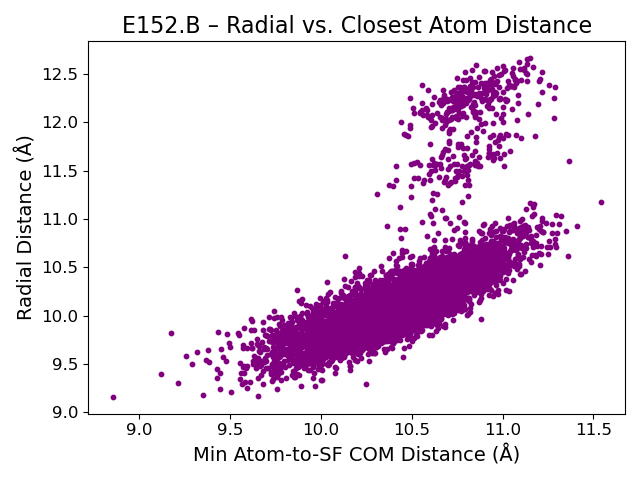 E152.B – Radial vs. Closest Atom Distance
Radial Distance (Å)
12.5
12.0
11.5
11.0
10.5
10.0
9.5
9.0
9.0 9.5 10.0 10.5 11.0 11.5
Min Atom-to-SF COM Distance (Å)